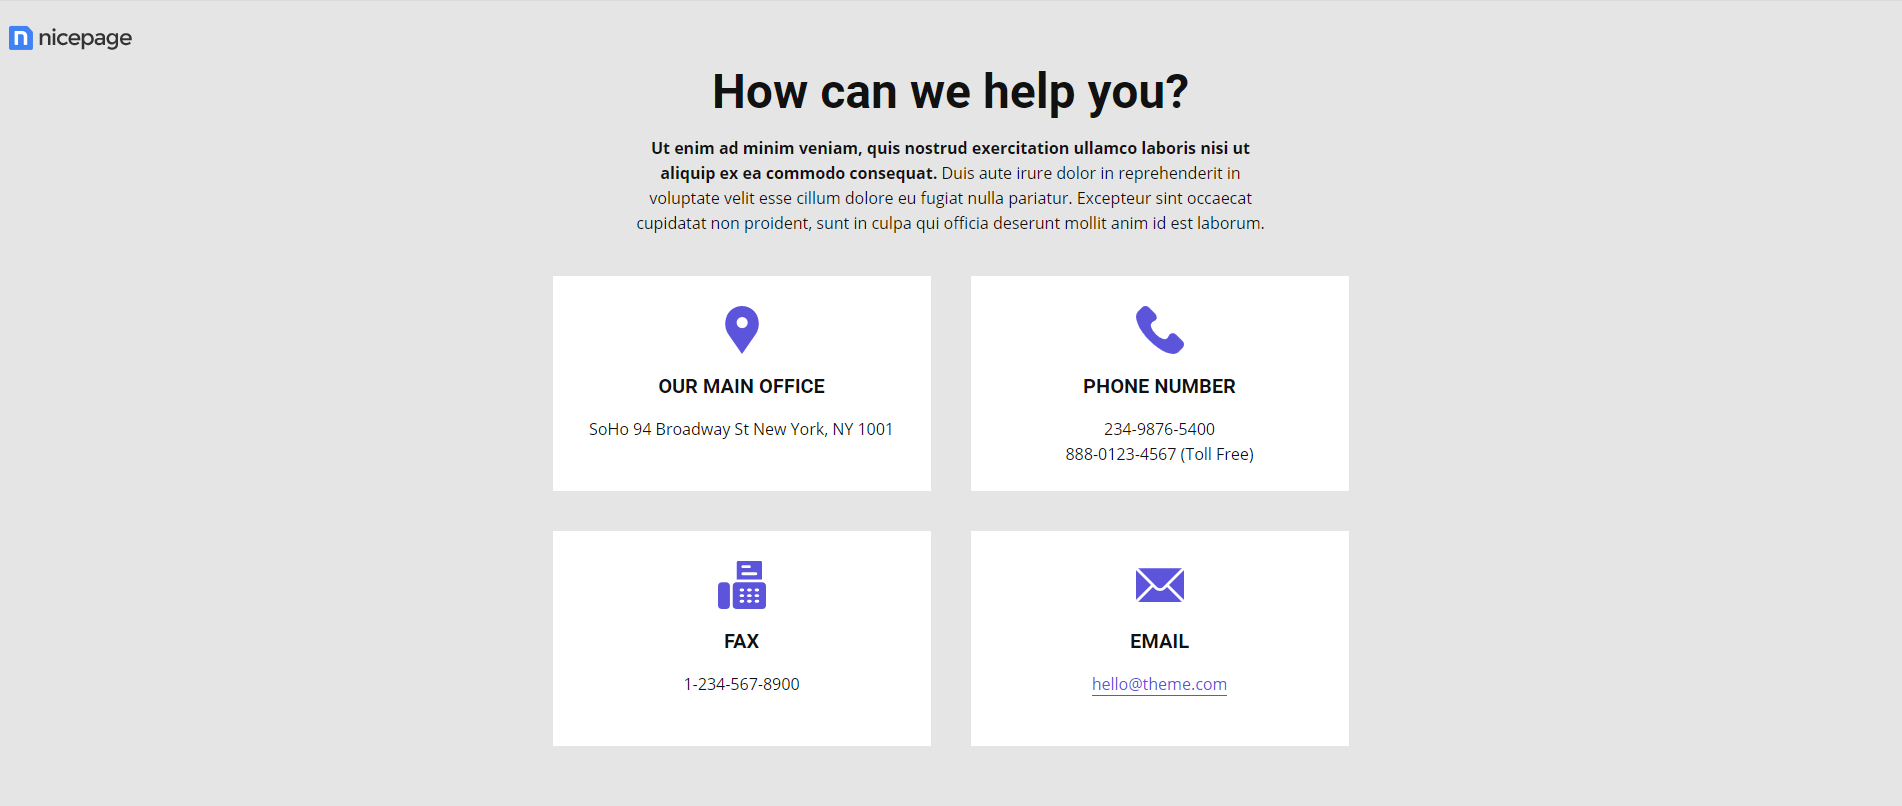 nicepage
How can we help you?
Ut enim ad minim veniam, quis nostrud exercitation ullamco laboris nisi ut
aliquip ex ea commodo consequat. Duis aute irure dolor in reprehenderit in
voluptate velit esse cillum dolore eu fugiat nulla pariatur. Excepteur sint occaecat
cupidatat non proident, sunt in culpa qui officia deserunt mollit anim id est laborum.
OUR MAIN OFFICE
SoHo 94 Broadway St New York, NY 1001
PHONE NUMBER
234-9876-5400
888-0123-4567 (Toll Free)
FAX
1-234-567-8900
EMAIL
hello@theme.com